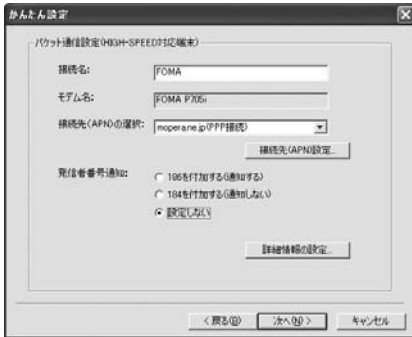 かんたん設定
パケット通信設定(HIGH-SPEED対応端末)
接続名: FOMA
モデム名: FOMA P705i
接続先(APN)の選択: mopera.ne.jp(PPP接続)
接続先(APN)設定...
発信者番号通知: 186を付加する(通知する)
184を付加する(通知しない)
設定しない
詳細情報の設定...
< 戻る(B) 次へ(N) > キャンセル